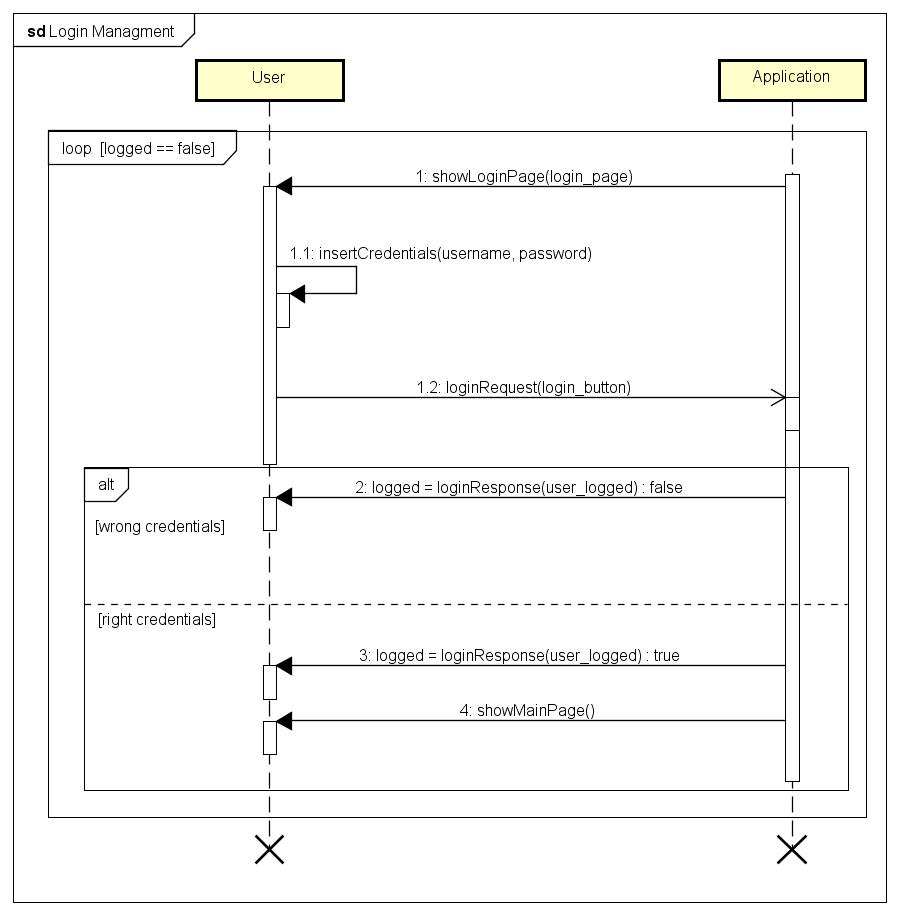 sd Login Managment
User
Application
loop [logged == false]
1: showLoginPage(login_page)
1.1: insertCredentials(username, password)
1.2: loginRequest(login_button)
alt
2: logged = loginResponse(user_logged) : false
[wrong credentials]
[right credentials]
3: logged = loginResponse(user_logged) : true
4: showMainPage()